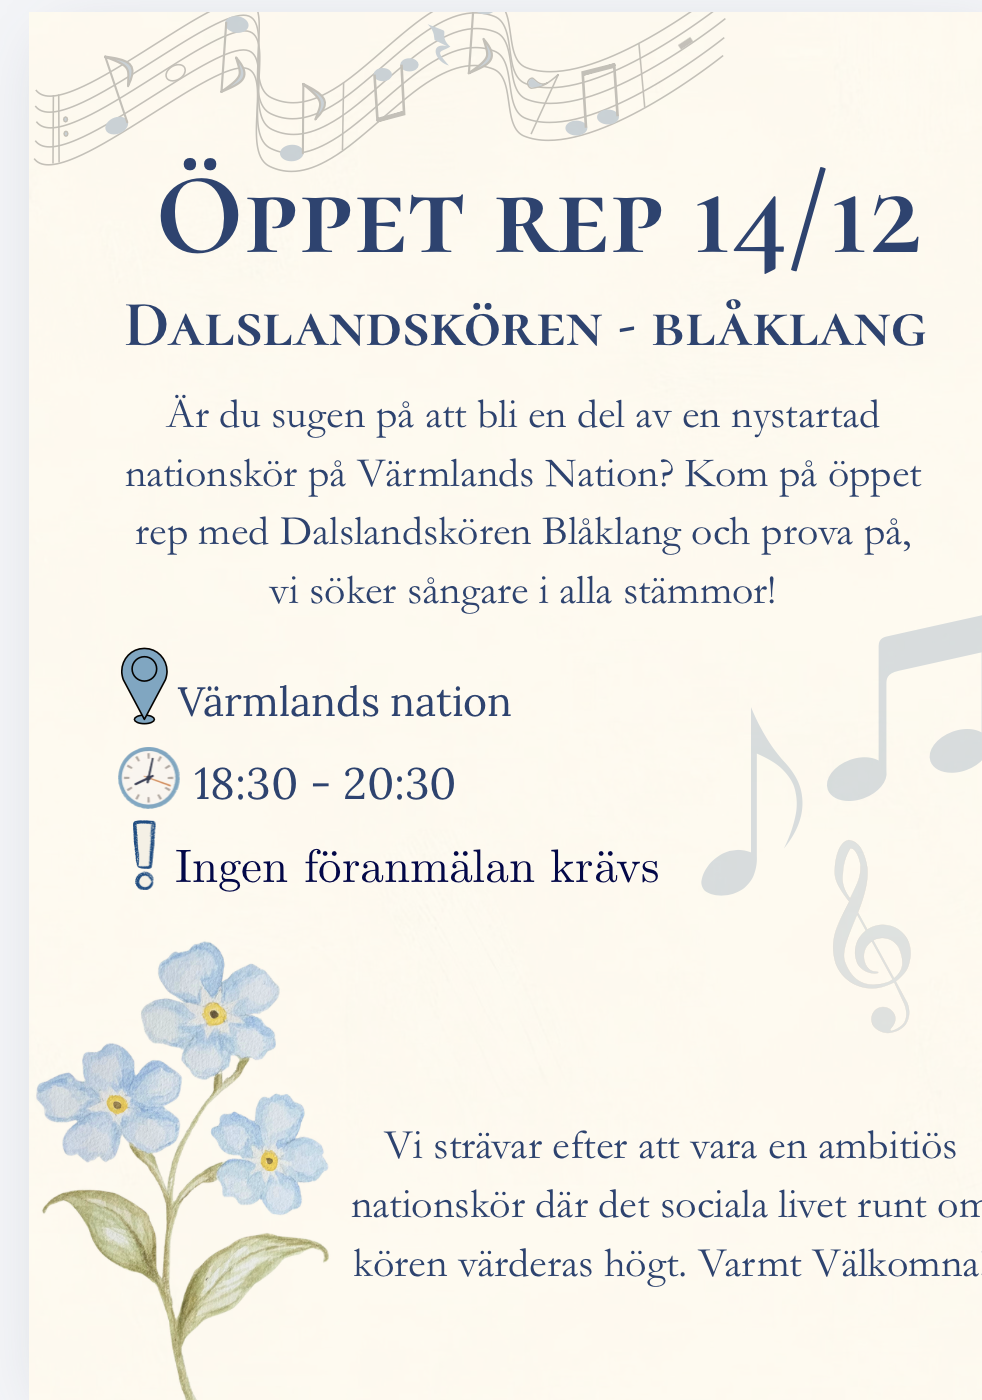 Öppet rep 14/12
Dalslandskören - blåklang
Är du sugen på att bli en del av en nystartad
nationskör på Värmlands Nation? Kom på öppet
rep med Dalslandskören Blåklang och prova på,
vi söker sångare i alla stämmor!
Värmlands nation
18:30 - 20:30
Ingen föranmälan krävs
Vi strävar efter att vara en ambitiös
nationskör där det sociala livet runt om
kören värderas högt. Varmt Välkomna!